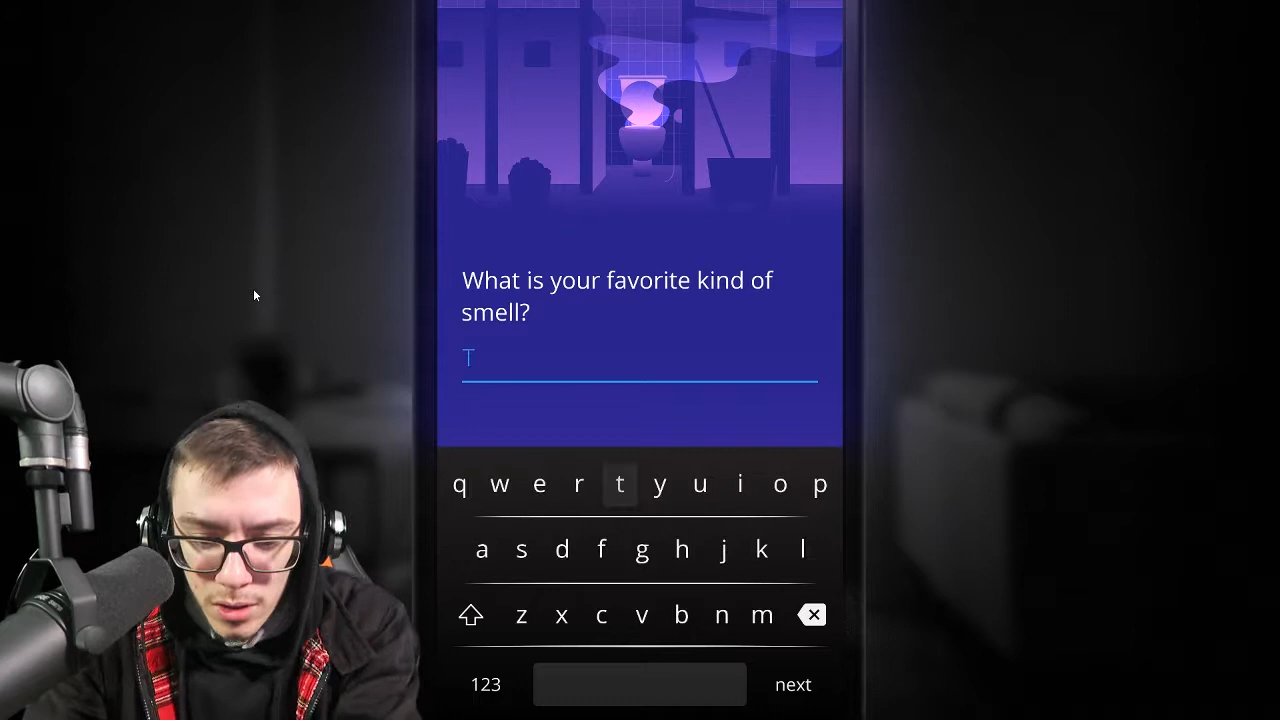 What is your favorite kind of
smell?
T
q w e r t y u i o p
a s d f g h j k l
z x c v b n m
123 next